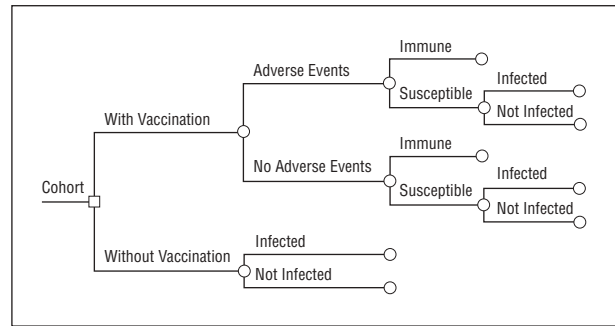 Immune
Adverse Events
Infected
Susceptible
Not Infected
With Vaccination
Immune
No Adverse Events
Infected
Susceptible
Not Infected
Cohort
Infected
Without Vaccination
Not Infected